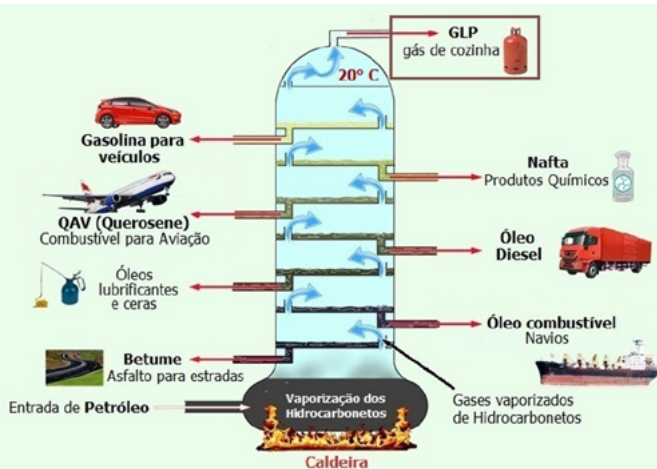 GLP
gás de cozinha
20º C
Gasolina para
veículos
Nafta
Produtos Químicos
QAV (Querosene)
Combustível para Aviação
Óleo
Diesel
Óleos
lubrificantes
e ceras
Óleo combustível
Navios
Betume
Asfalto para estradas
Gases vaporizados
de Hidrocarbonetos
Entrada de Petróleo
Vaporização dos
Hidrocarbonetos
Caldeira